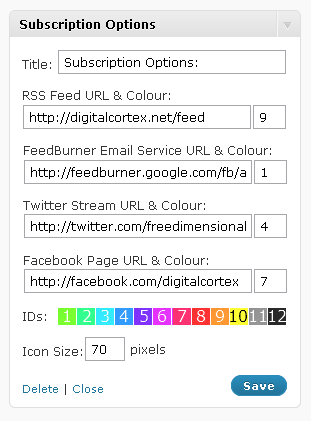 Subscription Options
Title: Subscription Options:
RSS Feed URL & Colour:
http://digitalcortex.net/feed 9
FeedBurner Email Service URL & Colour:
http://feedburner.google.com/fb/a 1
Twitter Stream URL & Colour:
http://twitter.com/freedimensional 4
Facebook Page URL & Colour:
http://facebook.com/digitalcortex 7
IDs: 1 2 3 4 5 6 7 8 9 10 11 12
Icon Size: 70 pixels
Delete | Close Save